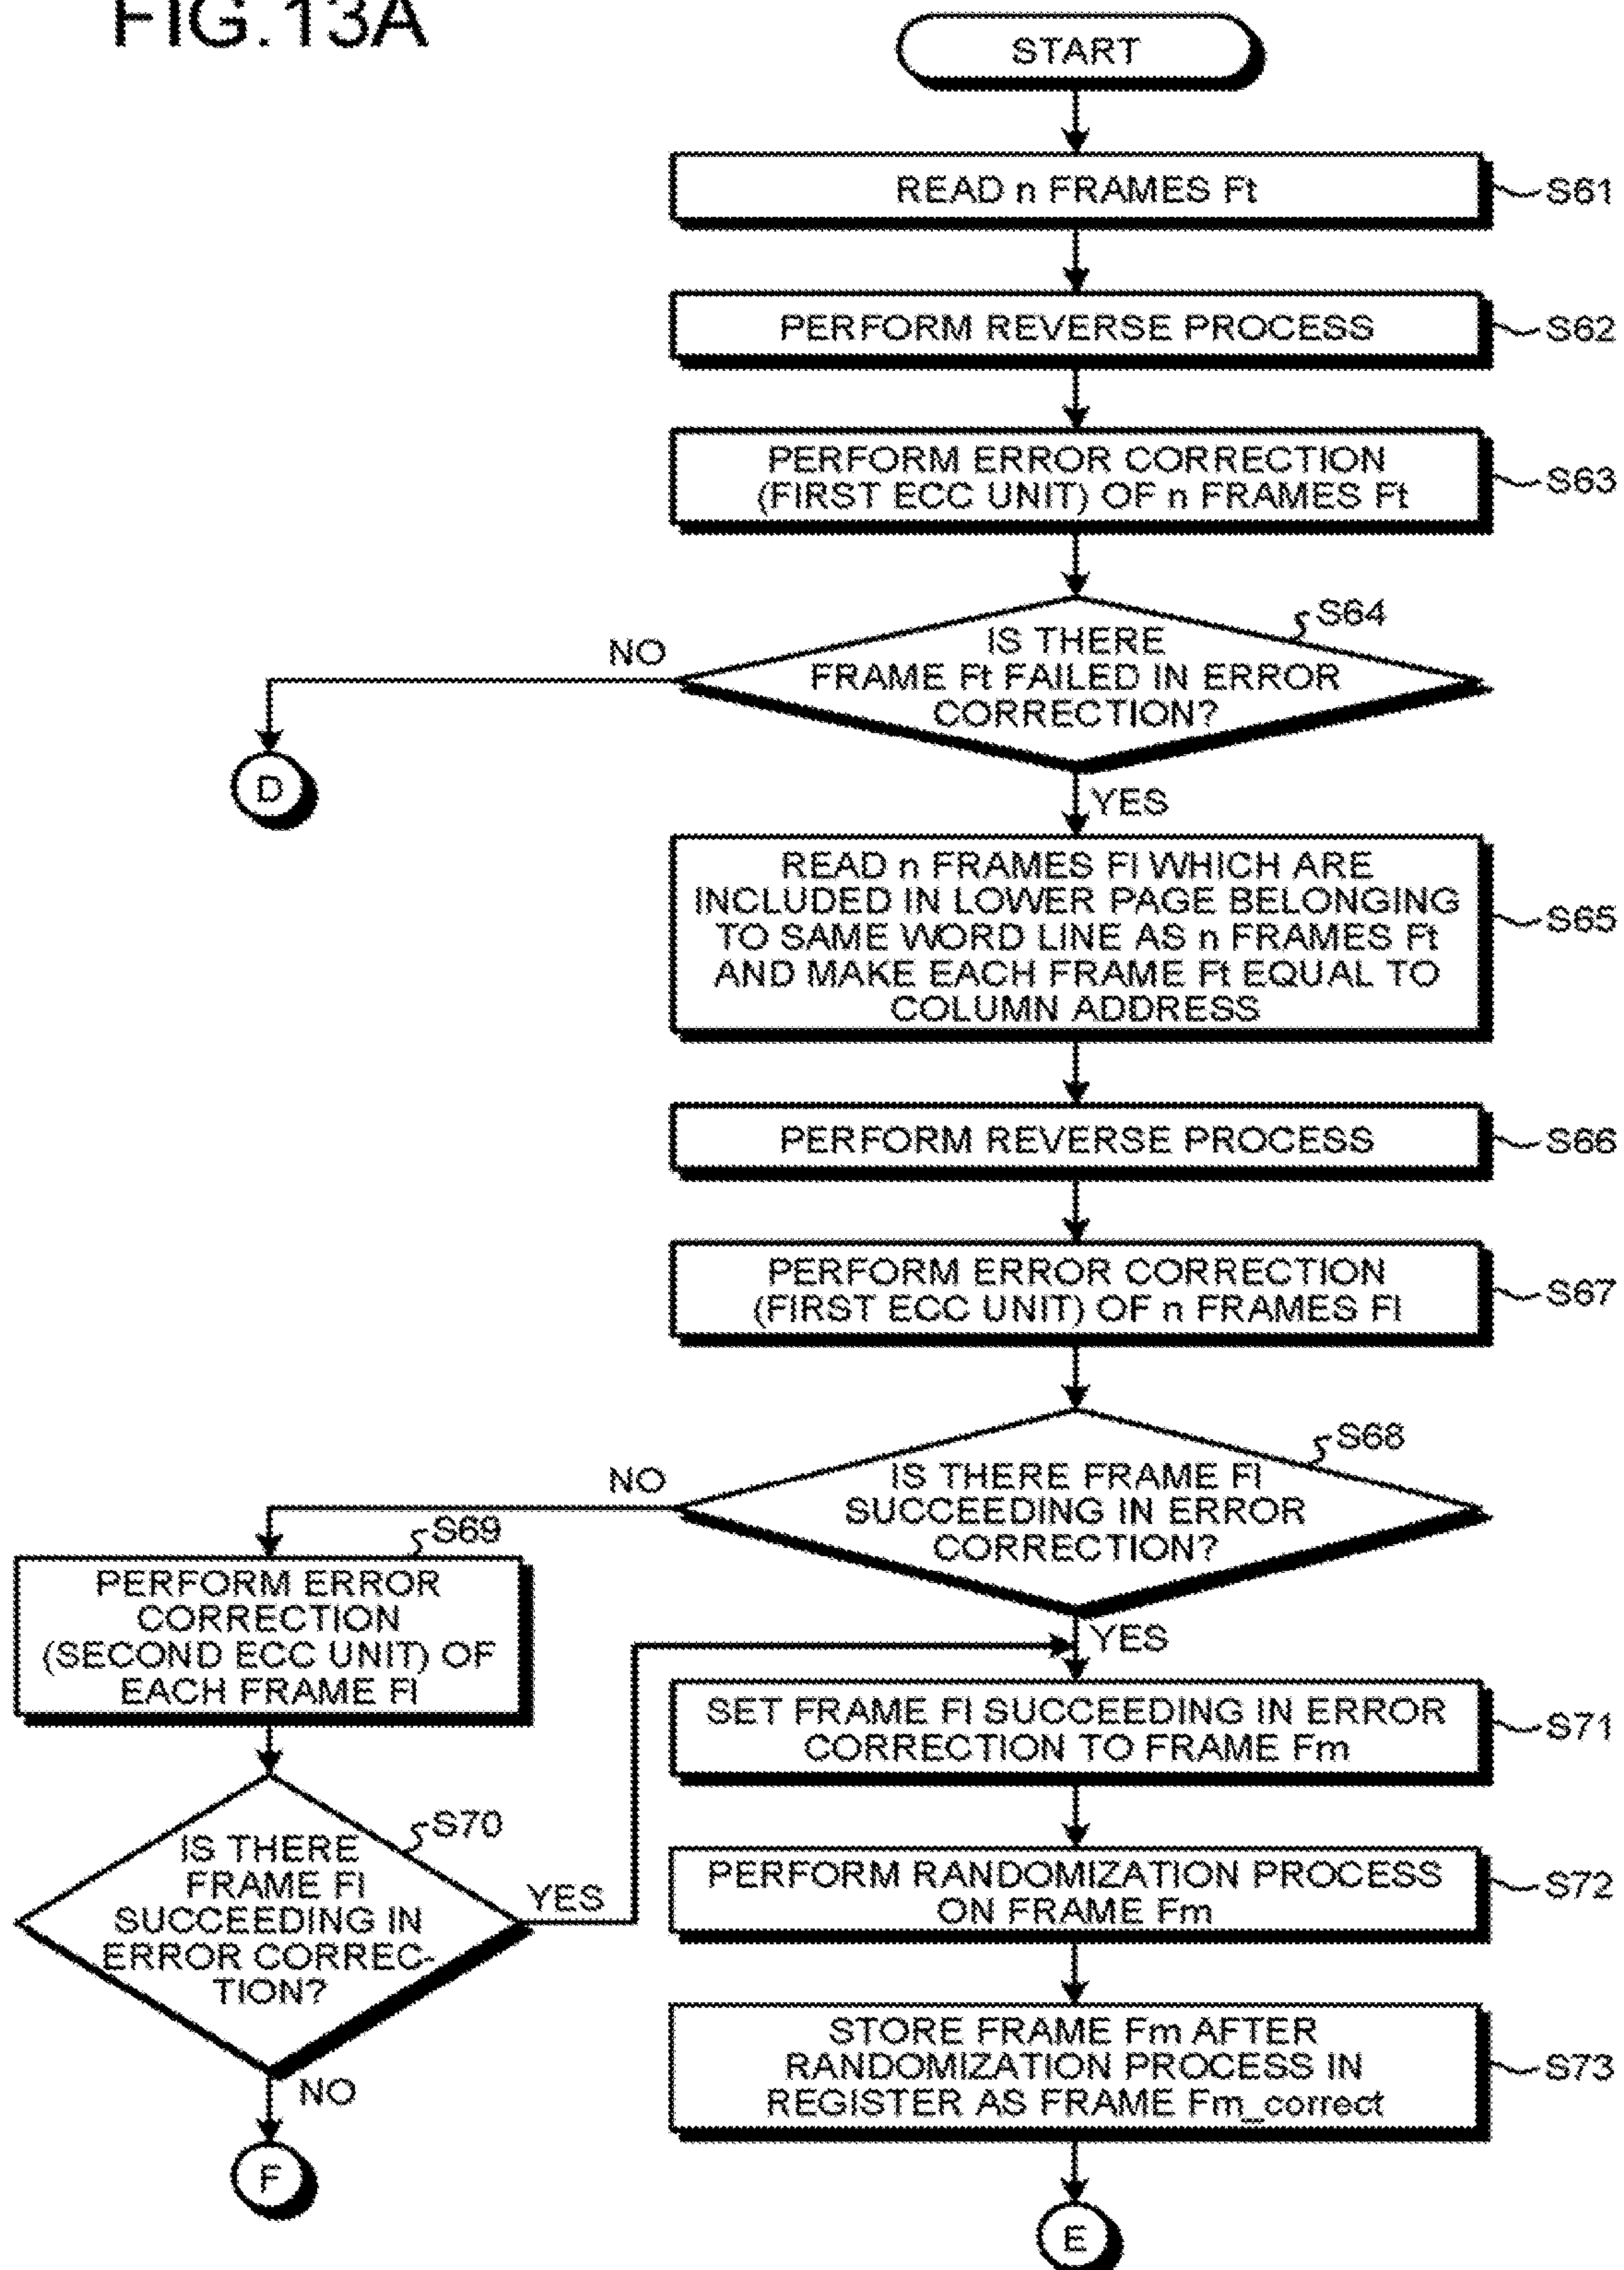 FIG.13A
START
READ n FRAMES Ft
S61
PERFORM REVERSE PROCESS
S62
PERFORM ERROR CORRECTION
(FIRST ECC UNIT) OF n FRAMES Ft
S63
S64
IS THERE
FRAME Ft FAILED IN ERROR
CORRECTION?
NO
D
YES
READ n FRAMES Fl WHICH ARE
INCLUDED IN LOWER PAGE BELONGING
TO SAME WORD LINE AS n FRAMES Ft
AND MAKE EACH FRAME Ft EQUAL TO
COLUMN ADDRESS
S65
PERFORM REVERSE PROCESS
S66
PERFORM ERROR CORRECTION
(FIRST ECC UNIT) OF n FRAMES Fl
S67
S68
IS THERE FRAME Fl
SUCCEEDING IN ERROR
CORRECTION?
NO
S69
PERFORM ERROR
CORRECTION
(SECOND ECC UNIT) OF
EACH FRAME Fl
YES
SET FRAME Fl SUCCEEDING IN ERROR
CORRECTION TO FRAME Fm
S71
S70
IS THERE
FRAME Fl
SUCCEEDING IN
ERROR CORREC-
TION?
YES
NO
F
PERFORM RANDOMIZATION PROCESS
ON FRAME Fm
S72
STORE FRAME Fm AFTER
RANDOMIZATION PROCESS IN
REGISTER AS FRAME Fm_correct
S73
E